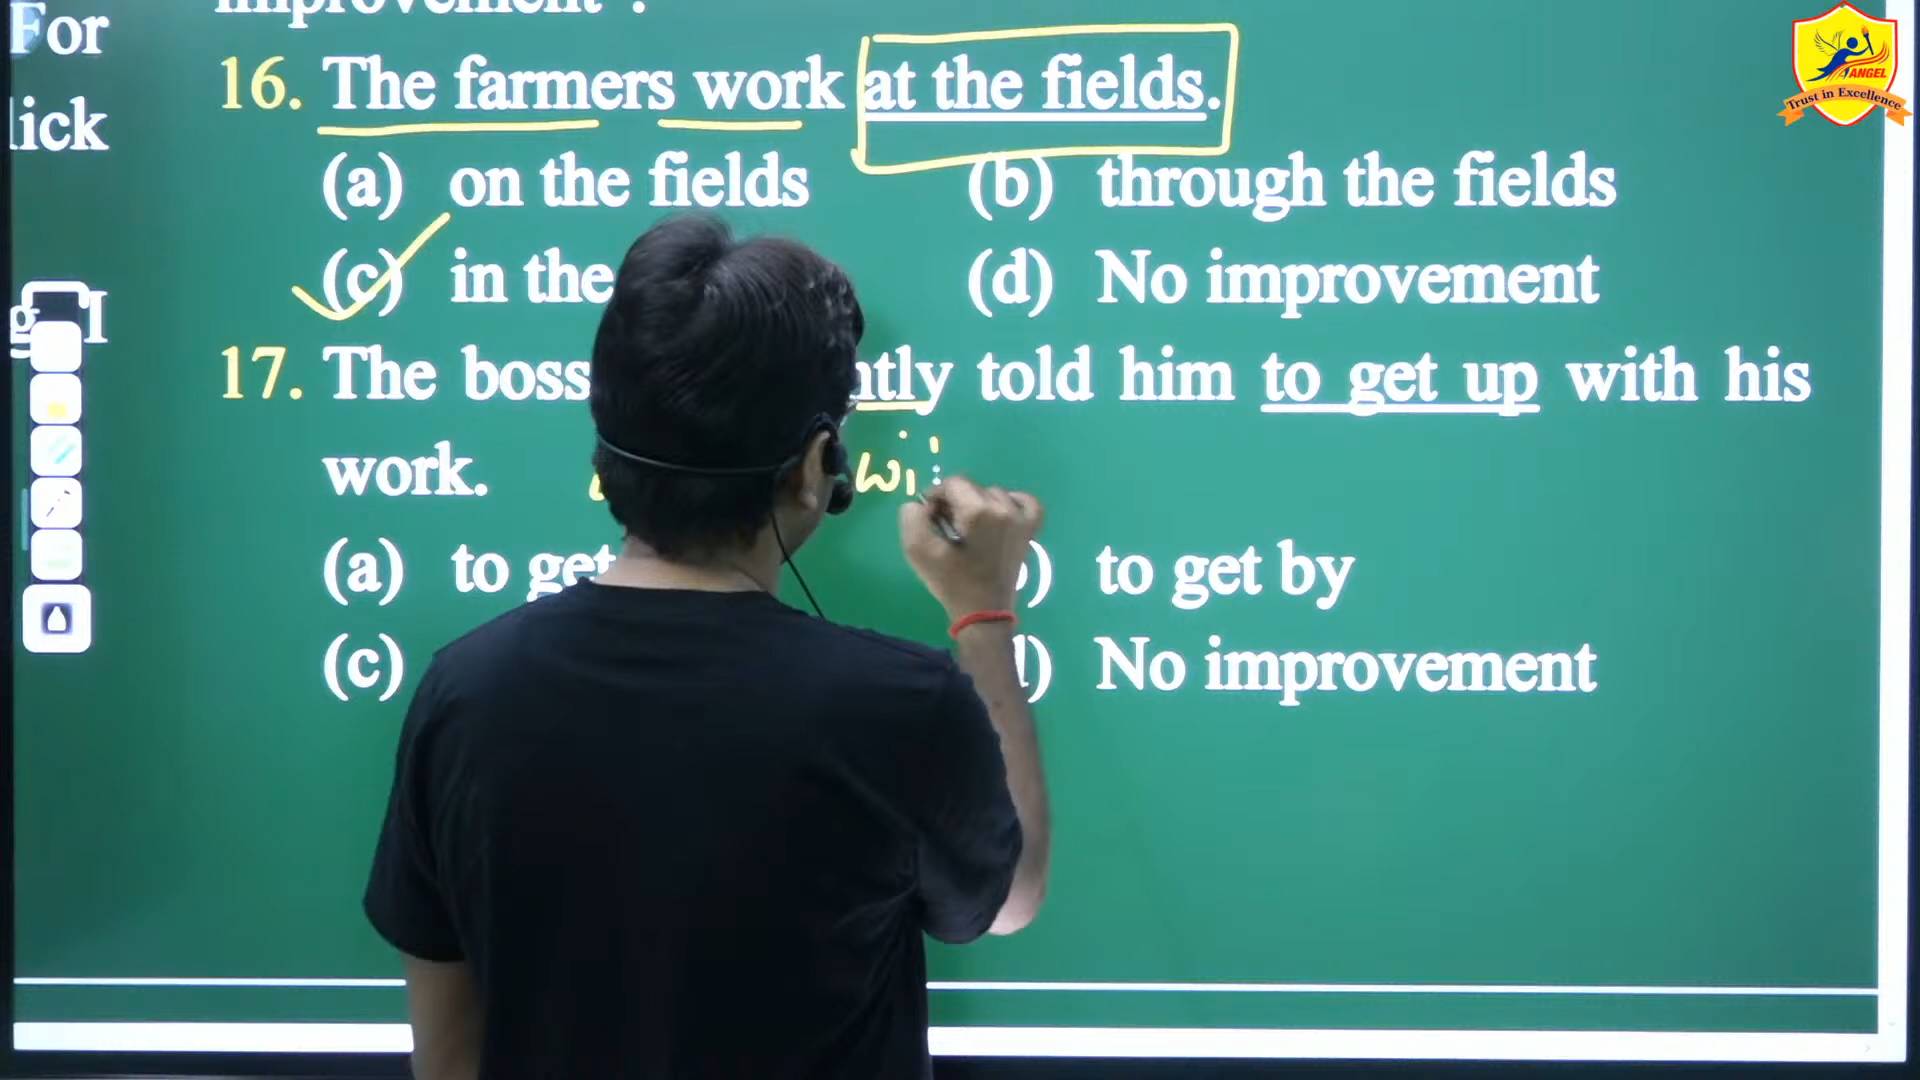 improvement'.
For
16. The farmers work at the fields.
lick
(a) on the fields (b) through the fields
(c) in the (d) No improvement
g I
17. The boss told him to get up with his
work. wi
(a) to get to get by
(c) No improvement
ANGEL
Trust in Excellence